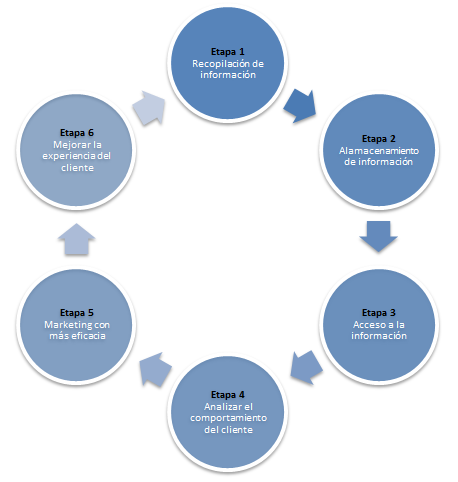 Etapa 1
Recopilación de
información
Etapa 2
Alamacenamiento
de información
Etapa 3
Acceso a la
información
Etapa 4
Analizar el
comportamiento
del cliente
Etapa 5
Marketing con
más eficacia
Etapa 6
Mejorar la
experiencia del
cliente